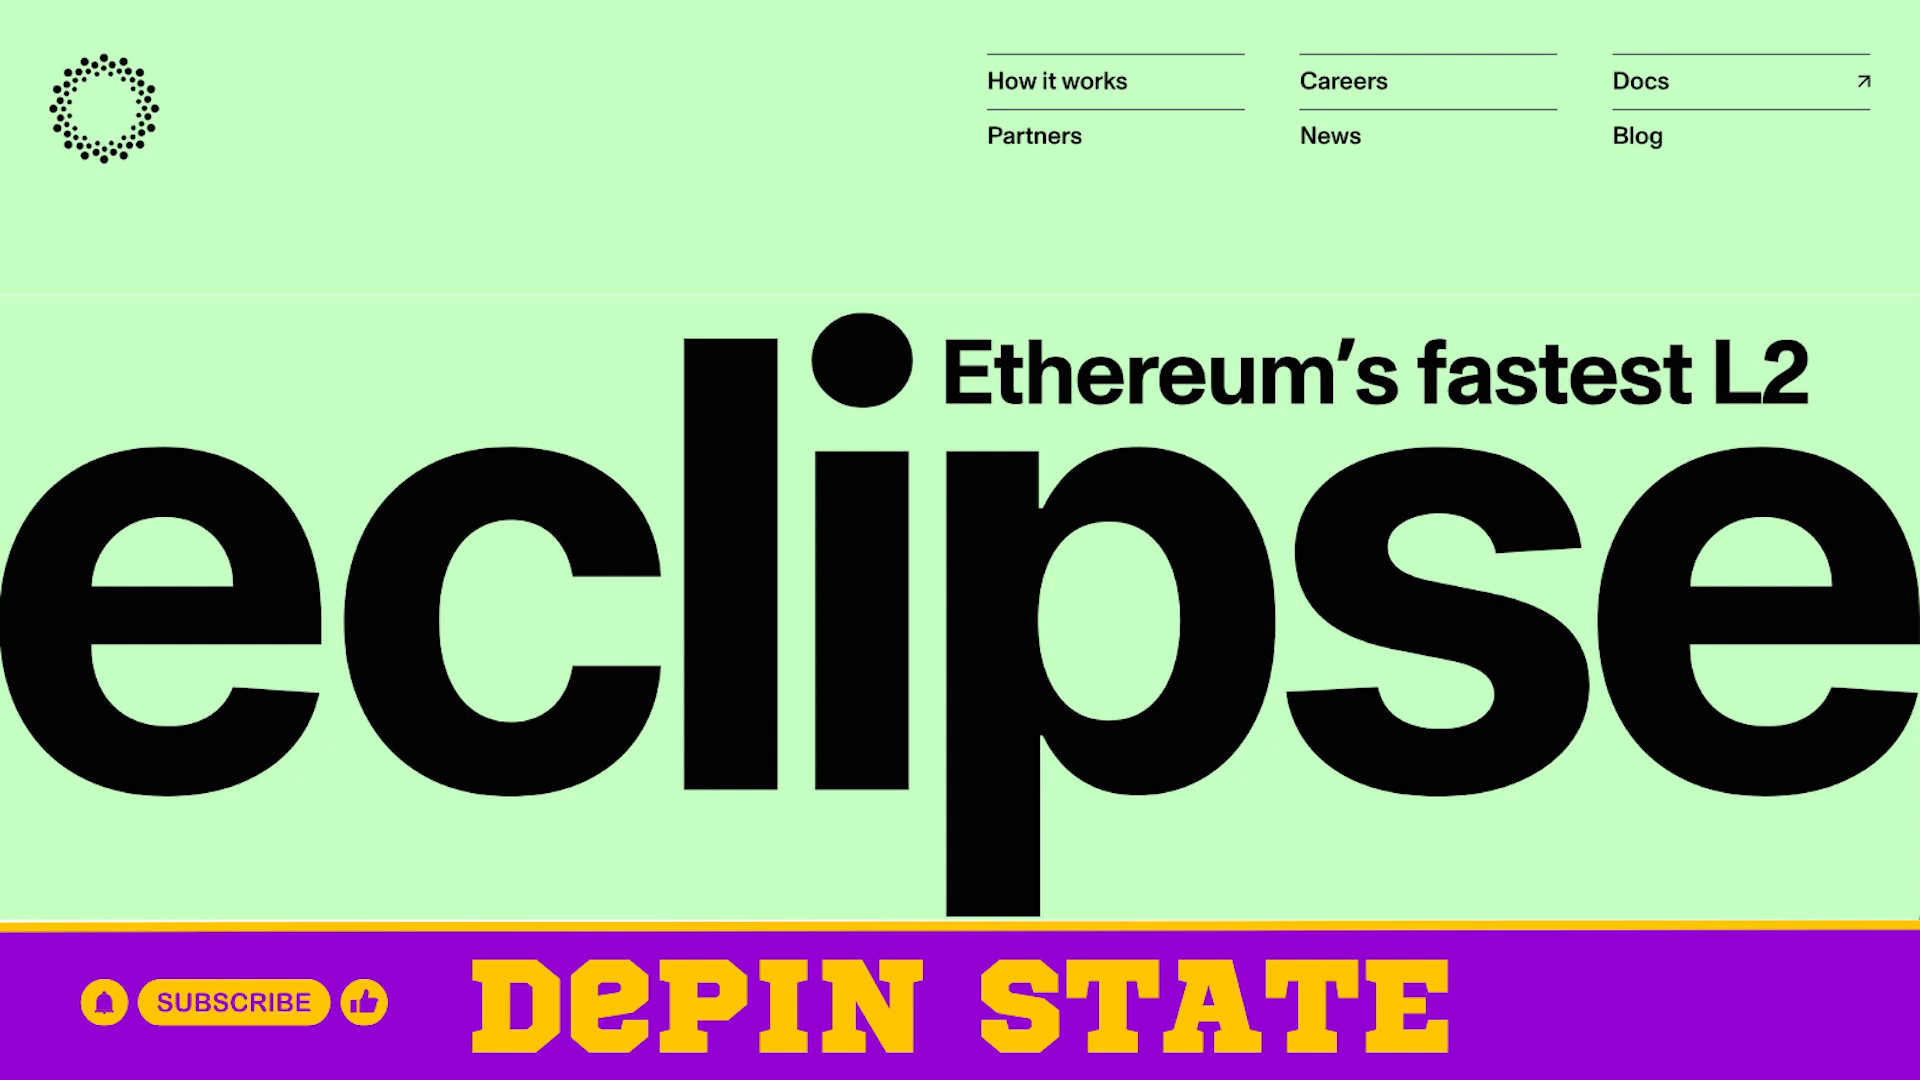 How it works
Careers
Docs
Partners
News
Blog
Ethereum’s fastest L2
eclipse
SUBSCRIBE
DePIN STATE